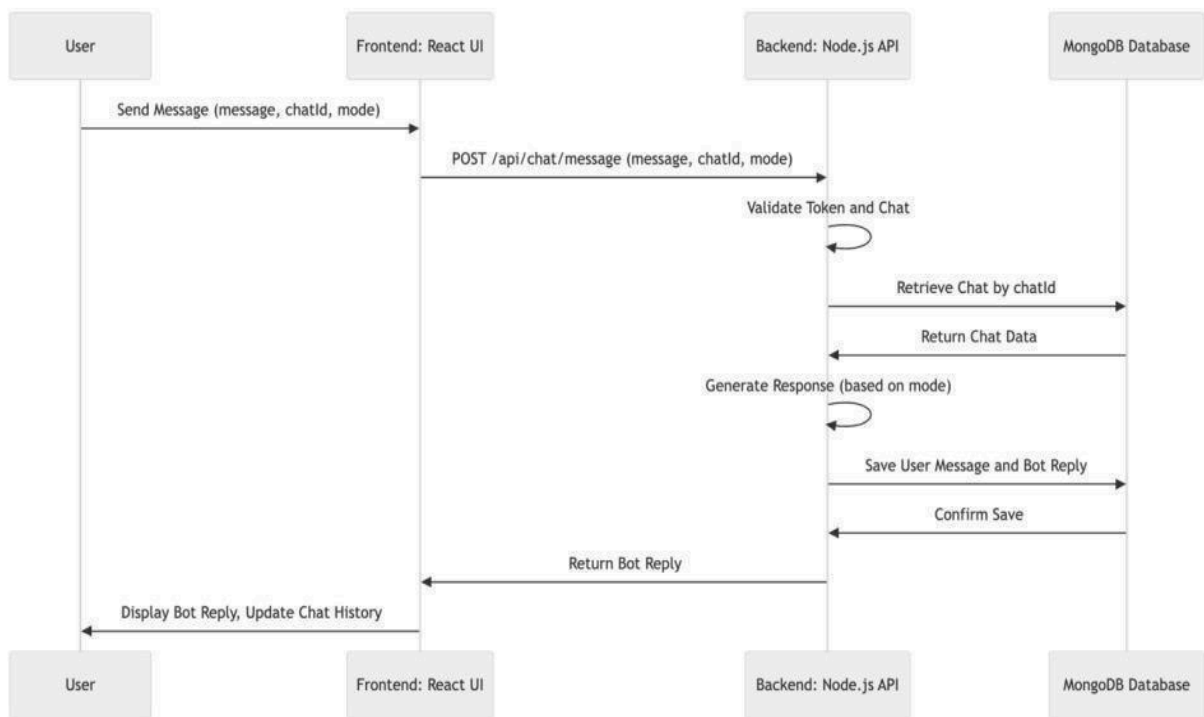 User
Frontend: React UI
Backend: Node.js API
MongoDB Database
Send Message (message, chatId, mode)
POST /api/chat/message (message, chatId, mode)
Validate Token and Chat
Retrieve Chat by chatId
Return Chat Data
Generate Response (based on mode)
Save User Message and Bot Reply
Confirm Save
Return Bot Reply
Display Bot Reply, Update Chat History
User
Frontend: React UI
Backend: Node.js API
MongoDB Database